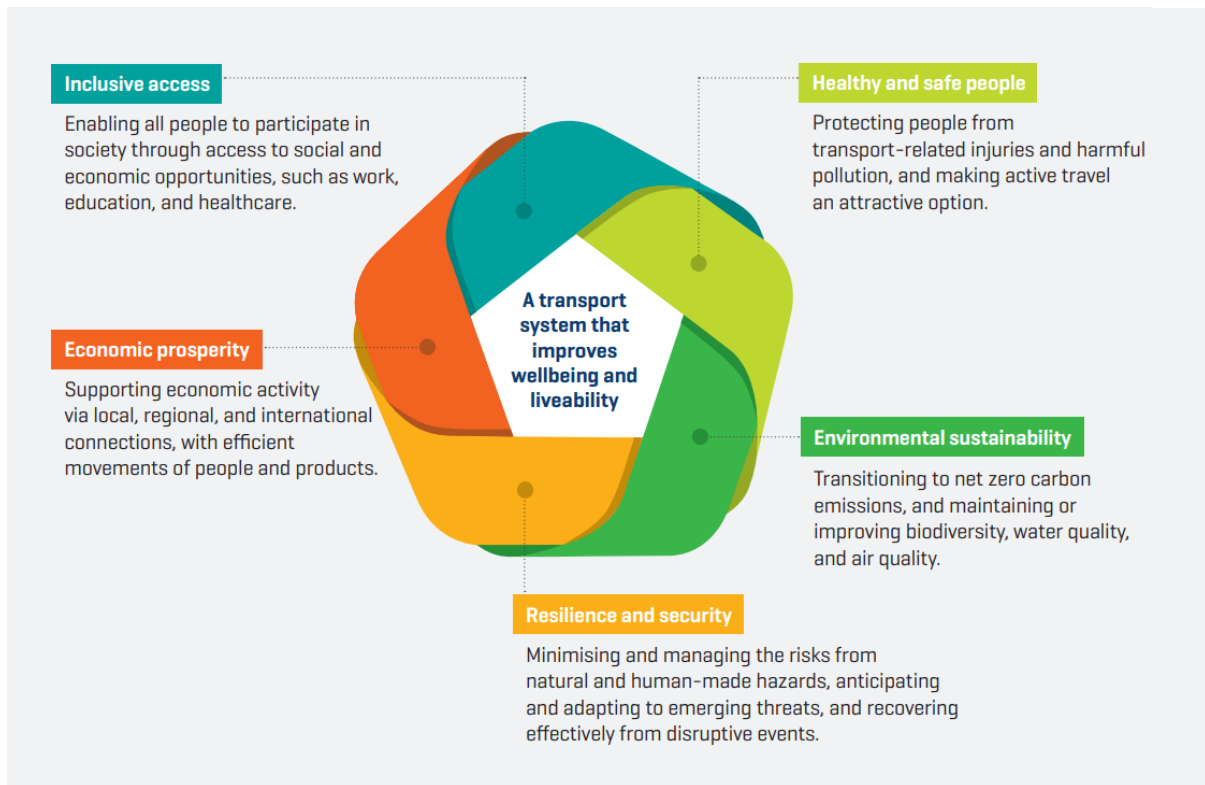 Inclusive access
Enabling all people to participate in
society through access to social and
economic opportunities, such as work,
education, and healthcare.
Healthy and safe people
Protecting people from
transport-related injuries and harmful
pollution, and making active travel
an attractive option.
A transport
system that
improves
wellbeing and
liveability
Economic prosperity
Supporting economic activity
via local, regional, and international
connections, with efficient
movements of people and products.
Environmental sustainability
Transitioning to net zero carbon
emissions, and maintaining or
improving biodiversity, water quality,
and air quality.
Resilience and security
Minimising and managing the risks from
natural and human-made hazards, anticipating
and adapting to emerging threats, and recovering
effectively from disruptive events.